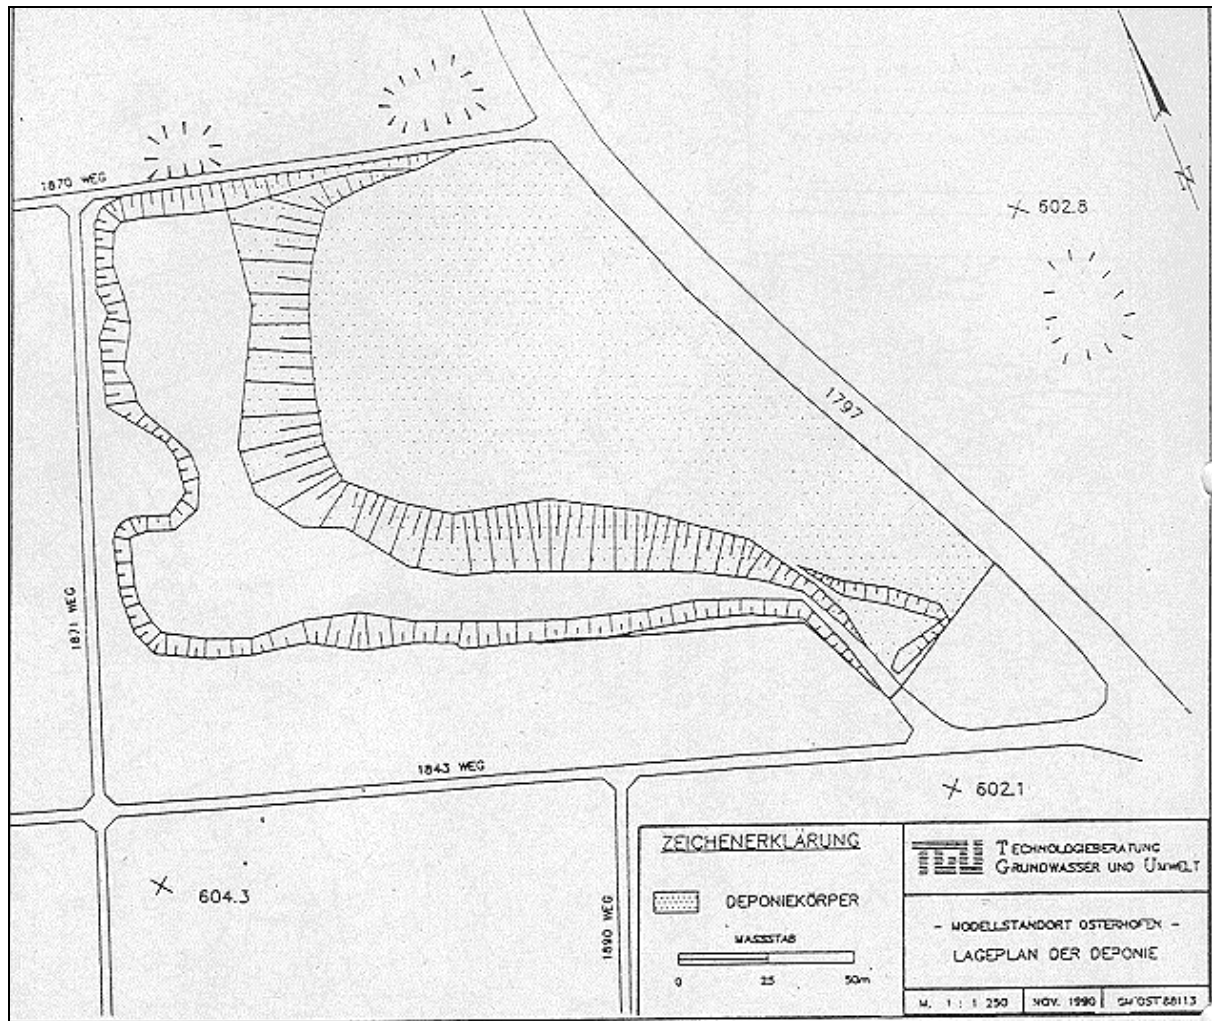 1870 WEG
N
602.8
1797
1871 WEG
1843 WEG
602.1
604.3
1890 WEG
ZEICHENERKLÄRUNG
DEPONIEKÖRPER
MASSSTAB
0 25 50m
TGU
TECHNOLOGIEBERATUNG
GRUNDWASSER UND UMWELT
- MODELLSTANDORT OSTERHOFEN -
LAGEPLAN DER DEPONIE
M. 1 : 1 250
NOV. 1990